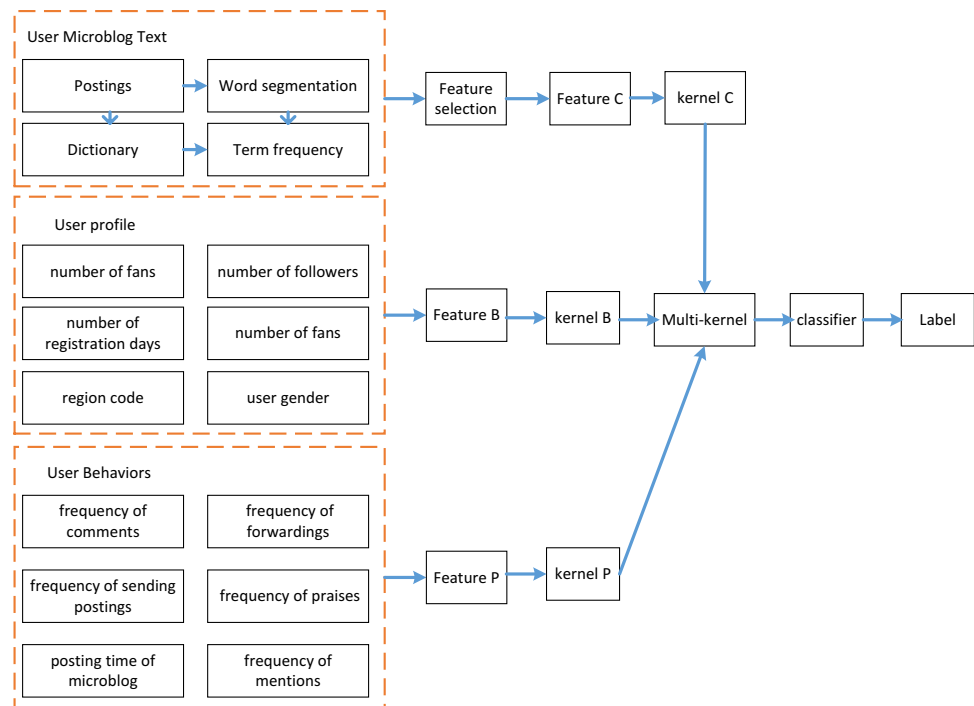 User Microblog Text
Postings
Word segmentation
Dictionary
Term frequency
Feature
selection
Feature C
kernel C
User profile
number of fans
number of followers
number of
registration days
number of fans
region code
user gender
Feature B
kernel B
Multi-kernel
classifier
Label
User Behaviors
frequency of
comments
frequency of
forwardings
frequency of sending
postings
frequency of praises
posting time of
microblog
frequency of
mentions
Feature P
kernel P